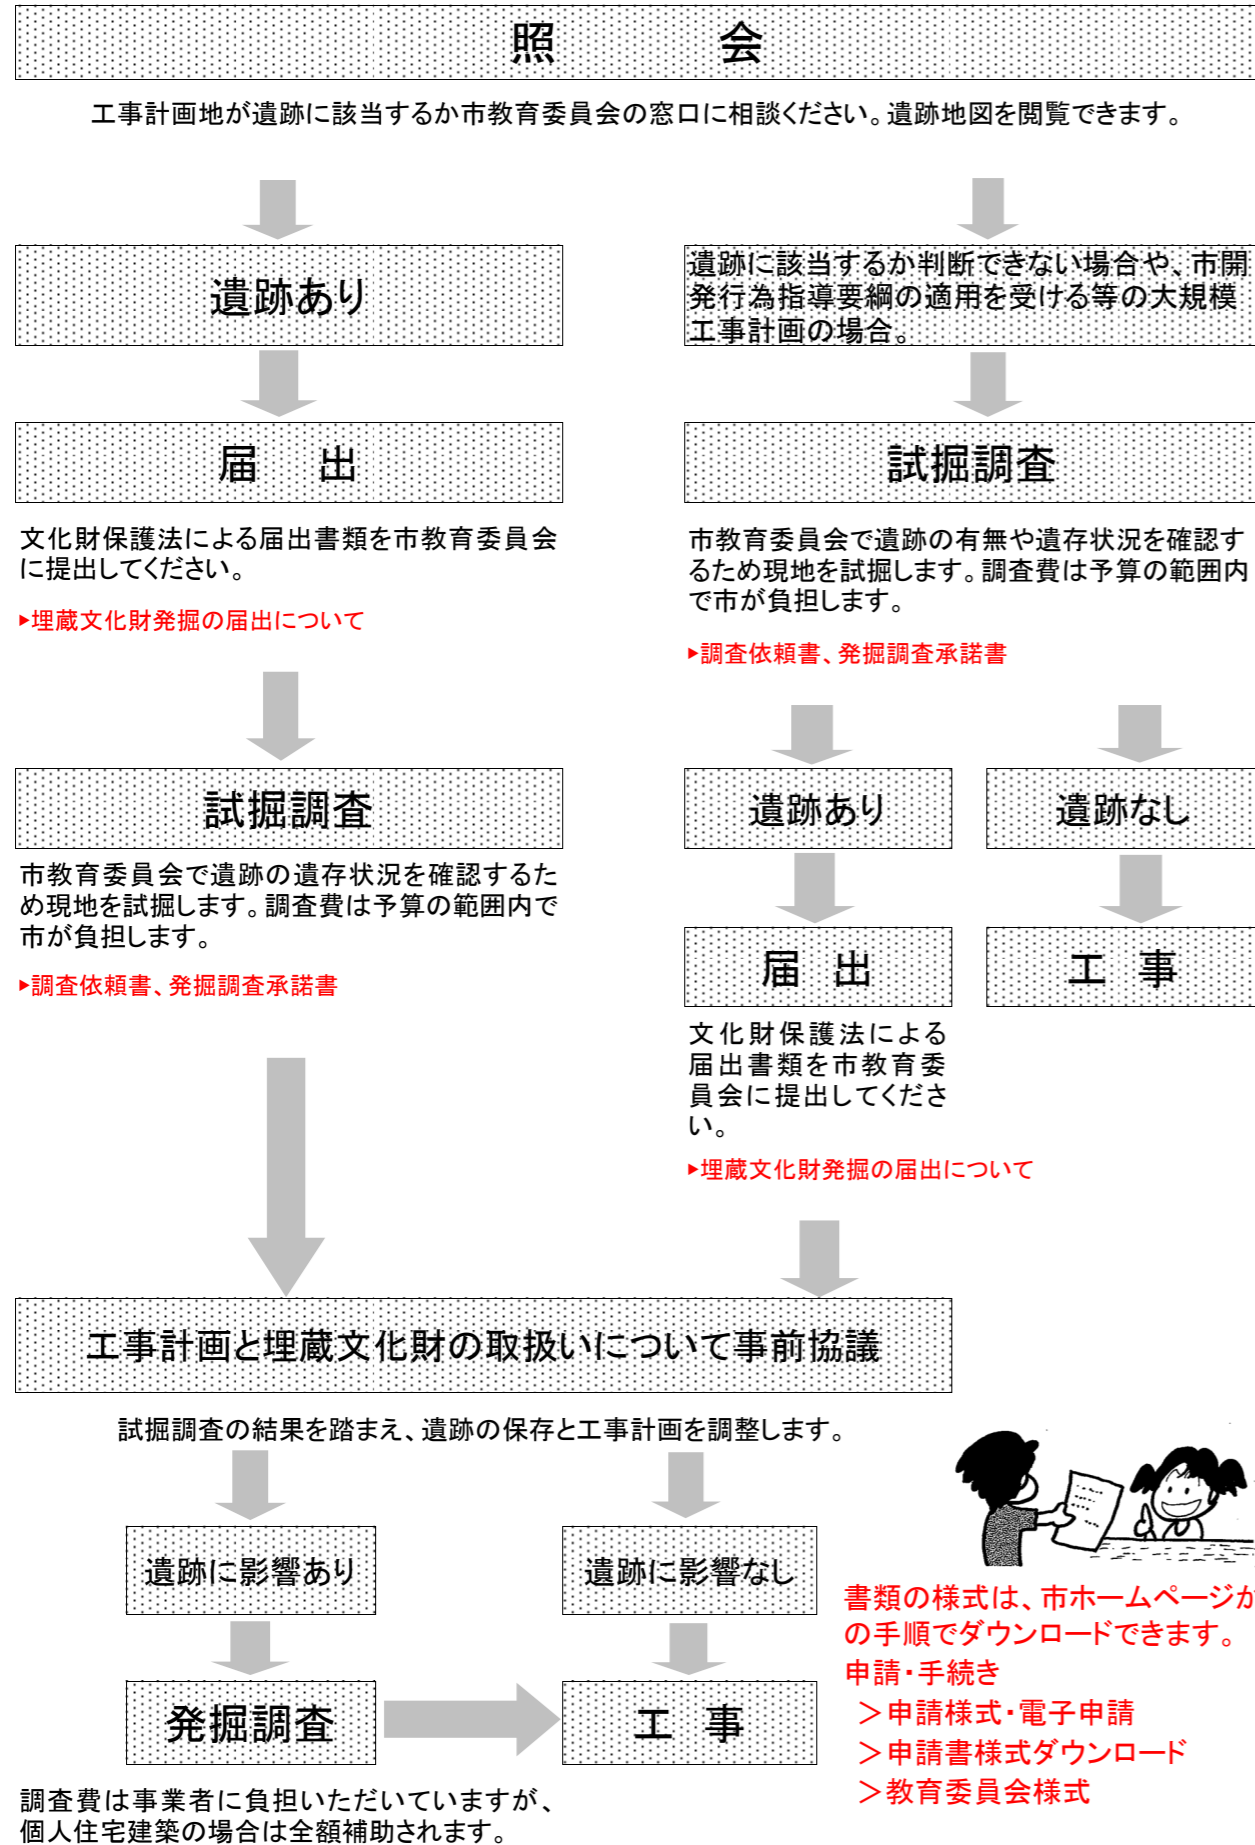 照　会
工事計画地が遺跡に該当するか市教育委員会の窓口に相談ください。遺跡地図を閲覧できます。
遺跡あり
届　出
文化財保護法による届出書類を市教育委員会
に提出してください。
▶埋蔵文化財発掘の届出について
試掘調査
市教育委員会で遺跡の遺存状況を確認するた
め現地を試掘します。調査費は予算の範囲内で
市が負担します。
▶調査依頼書、発掘調査承諾書
遺跡に該当するか判断できない場合や、市開
発行為指導要綱の適用を受ける等の大規模
工事計画の場合。
試掘調査
市教育委員会で遺跡の有無や遺存状況を確認す
るため現地を試掘します。調査費は予算の範囲内
で市が負担します。
▶調査依頼書、発掘調査承諾書
遺跡あり
遺跡なし
届　出
工　事
文化財保護法による
届出書類を市教育委
員会に提出してくださ
い。
▶埋蔵文化財発掘の届出について
工事計画と埋蔵文化財の取扱いについて事前協議
試掘調査の結果を踏まえ、遺跡の保存と工事計画を調整します。
遺跡に影響あり
遺跡に影響なし
発掘調査
工　事
調査費は事業者に負担いただいていますが、
個人住宅建築の場合は全額補助されます。
書類の様式は、市ホームページか
の手順でダウンロードできます。
申請・手続き
＞申請様式・電子申請
＞申請書様式ダウンロード
＞教育委員会様式